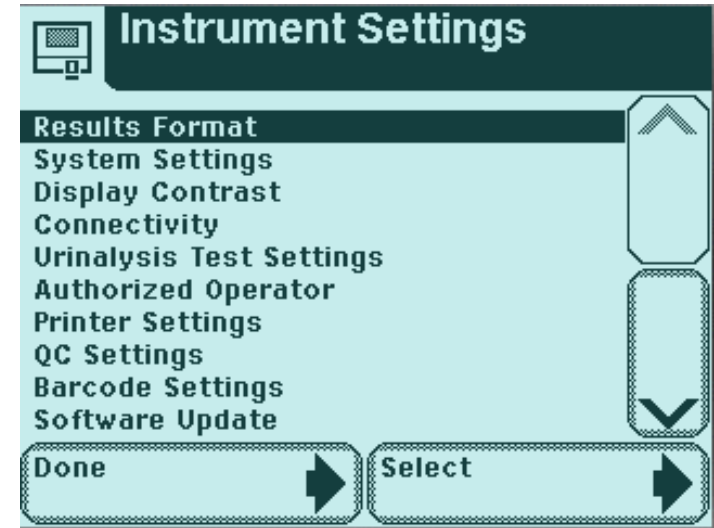 Instrument Settings
Results Format
System Settings
Display Contrast
Connectivity
Urinalysis Test Settings
Authorized Operator
Printer Settings
QC Settings
Barcode Settings
Software Update
Done
Select